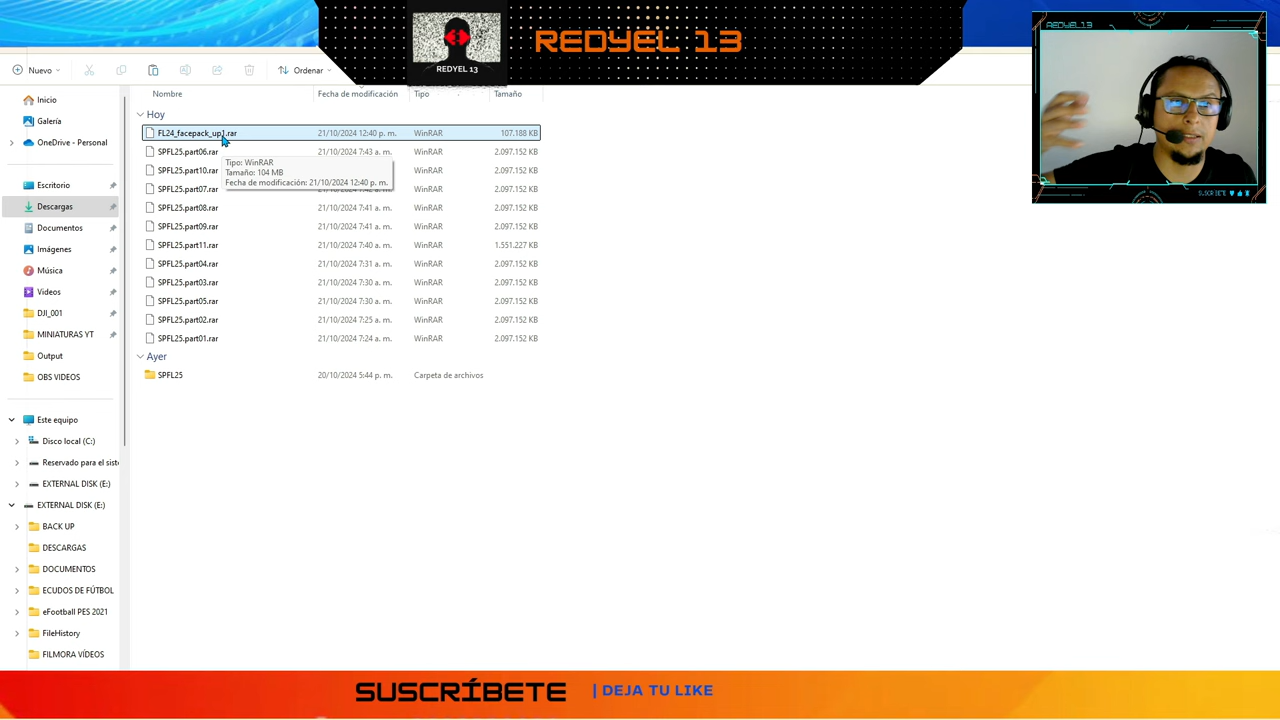 REDYEL 13
REDYEL 13
REDYEL13
SUSCRIBETE
Nuevo
Ordenar
Nombre
Fecha de modificación
Tipo
Tamaño
Inicio
Galería
OneDrive - Personal
Escritorio
Descargas
Documentos
Imágenes
Música
Vídeos
DJI_001
MINIATURAS YT
Output
OBS VIDEOS
Este equipo
Disco local (C:)
Reservado para el sist
EXTERNAL DISK (E:)
EXTERNAL DISK (E:)
BACK UP
DESCARGAS
DOCUMENTOS
ECUDOS DE FÚTBOL
eFootball PES 2021
FileHistory
FILMORA VÍDEOS
Hoy
FL24_facepack_up1.rar 21/10/2024 12:40 p. m. WinRAR 107.188 KB
SPFL25.part06.rar 21/10/2024 7:43 a. m. WinRAR 2.097.152 KB
SPFL25.part10.rar WinRAR 2.097.152 KB
SPFL25.part07.rar WinRAR 2.097.152 KB
Tipo: WinRAR
Tamaño: 104 MB
Fecha de modificación: 21/10/2024 12:40 p. m.
SPFL25.part08.rar 21/10/2024 7:41 a. m. WinRAR 2.097.152 KB
SPFL25.part09.rar 21/10/2024 7:41 a. m. WinRAR 2.097.152 KB
SPFL25.part11.rar 21/10/2024 7:40 a. m. WinRAR 1.551.227 KB
SPFL25.part04.rar 21/10/2024 7:31 a. m. WinRAR 2.097.152 KB
SPFL25.part03.rar 21/10/2024 7:30 a. m. WinRAR 2.097.152 KB
SPFL25.part05.rar 21/10/2024 7:30 a. m. WinRAR 2.097.152 KB
SPFL25.part02.rar 21/10/2024 7:25 a. m. WinRAR 2.097.152 KB
SPFL25.part01.rar 21/10/2024 7:24 a. m. WinRAR 2.097.152 KB
Ayer
SPFL25 20/10/2024 5:44 p. m. Carpeta de archivos
SUSCRÍBETE | DEJA TU LIKE